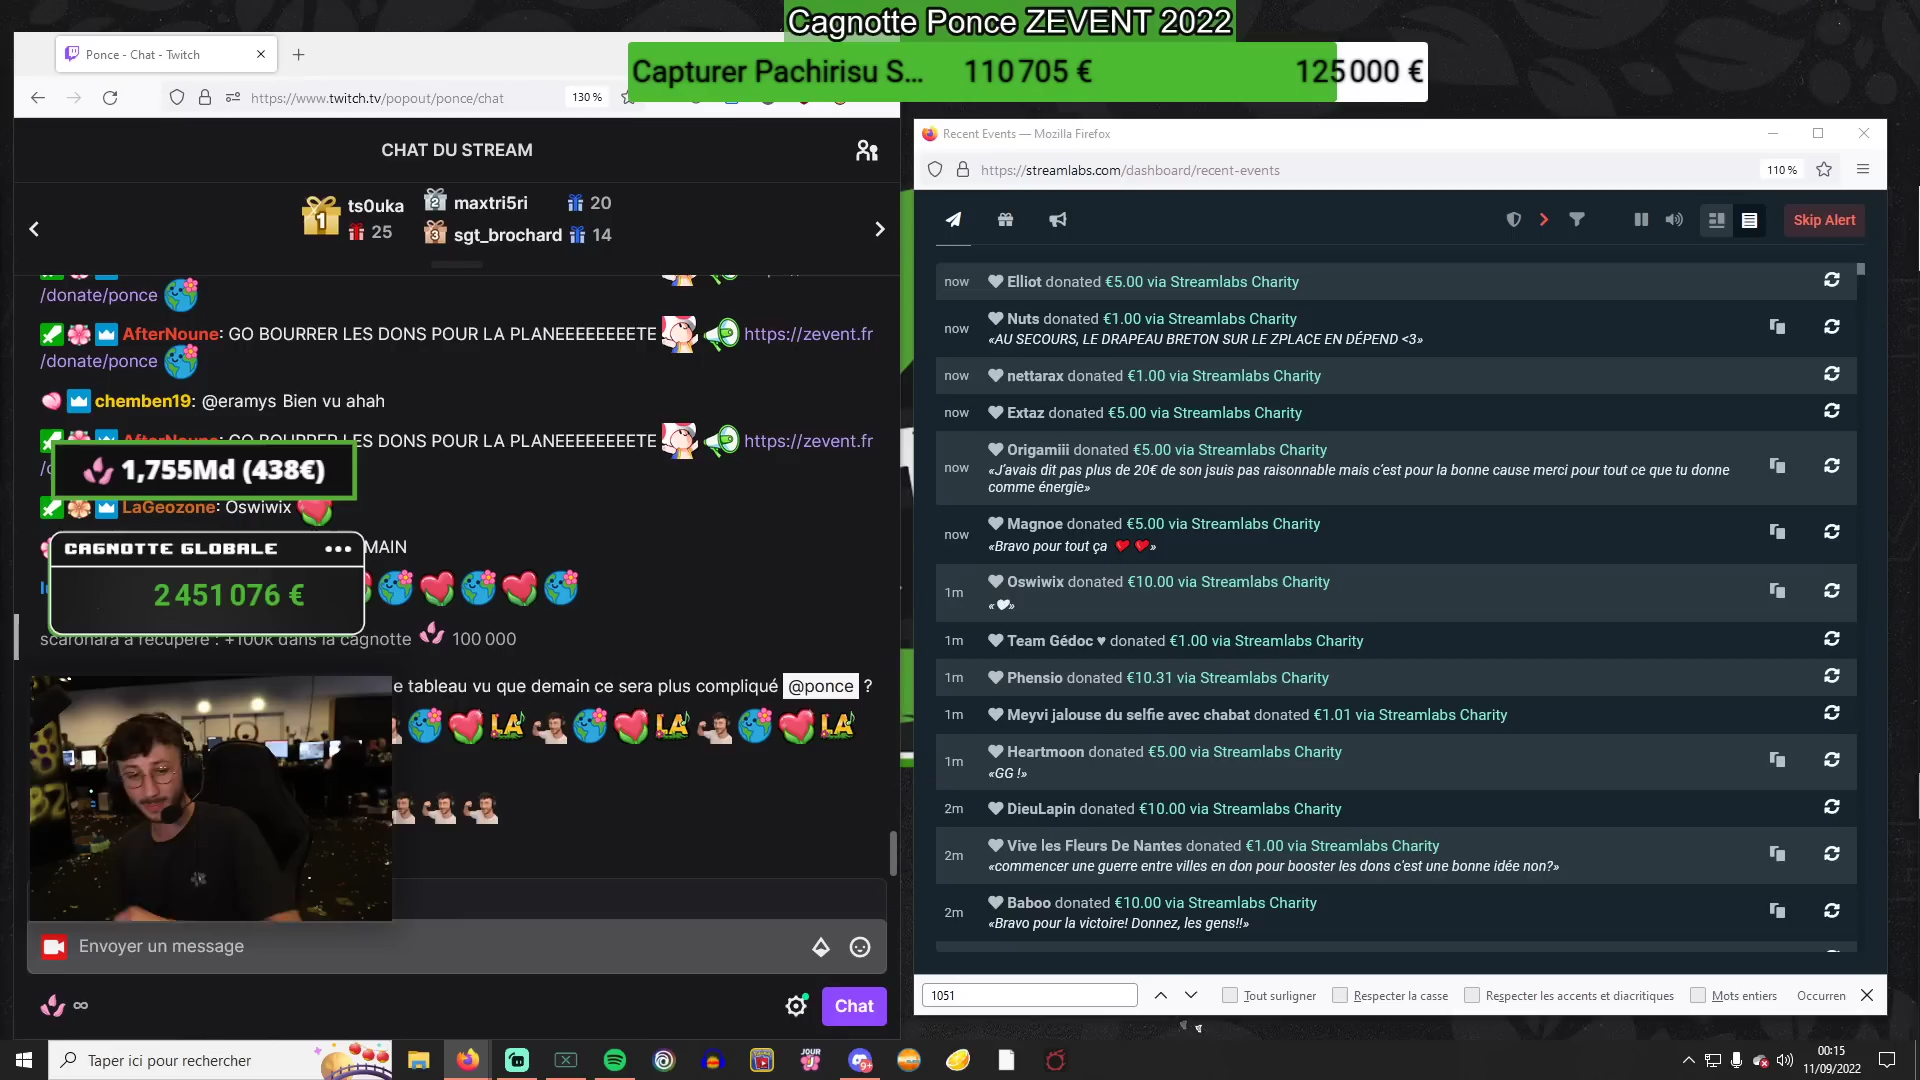 Cagnotte Ponce ZEVENT 2022
Capturer Pachirisu S... 110 705 € 125 000 €
Ponce - Chat - Twitch
https://www.twitch.tv/popout/ponce/chat 130 %
CHAT DU STREAM
1 ts0uka 25
2 maxtri5ri 20
3 sgt_brochard 14
/donate/ponce
AfterNoune: GO BOURRER LES DONS POUR LA PLANEEEEEEEETE https://zevent.fr
/donate/ponce
chemben19: @eramys Bien vu ahah
AfterNoune: GO BOURRER LES DONS POUR LA PLANEEEEEEEETE https://zevent.fr
1,755Md (438€)
LaGeozone: Oswiwix
CAGNOTTE GLOBALE
MAIN
2 451 076 €
scaronara a récupéré : +100k dans la cagnotte 100 000
e tableau vu que demain ce sera plus compliqué @ponce ?
LA LA LA
Envoyer un message
Chat
Recent Events — Mozilla Firefox
https://streamlabs.com/dashboard/recent-events 110 %
Skip Alert
now Elliot donated €5.00 via Streamlabs Charity
now Nuts donated €1.00 via Streamlabs Charity
«AU SECOURS, LE DRAPEAU BRETON SUR LE ZPLACE EN DÉPEND <3»
now nettarax donated €1.00 via Streamlabs Charity
now Extaz donated €5.00 via Streamlabs Charity
now Origamiii donated €5.00 via Streamlabs Charity
«J'avais dit pas plus de 20€ de son jsuis pas raisonnable mais c'est pour la bonne cause merci pour tout ce que tu donne
comme énergie»
now Magnoe donated €5.00 via Streamlabs Charity
«Bravo pour tout ça ❤ ❤»
1m Oswiwix donated €10.00 via Streamlabs Charity
«🤍»
1m Team Gédoc ♥ donated €1.00 via Streamlabs Charity
1m Phensio donated €10.31 via Streamlabs Charity
1m Meyvi jalouse du selfie avec chabat donated €1.01 via Streamlabs Charity
1m Heartmoon donated €5.00 via Streamlabs Charity
«GG !»
2m DieuLapin donated €10.00 via Streamlabs Charity
2m Vive les Fleurs De Nantes donated €1.00 via Streamlabs Charity
«commencer une guerre entre villes en don pour booster les dons c'est une bonne idée non?»
2m Baboo donated €10.00 via Streamlabs Charity
«Bravo pour la victoire! Donnez, les gens!!»
1051 Tout surligner Respecter la casse Respecter les accents et diacritiques Mots entiers Occurren
Taper ici pour rechercher
JOUR
9+
00:15
11/09/2022